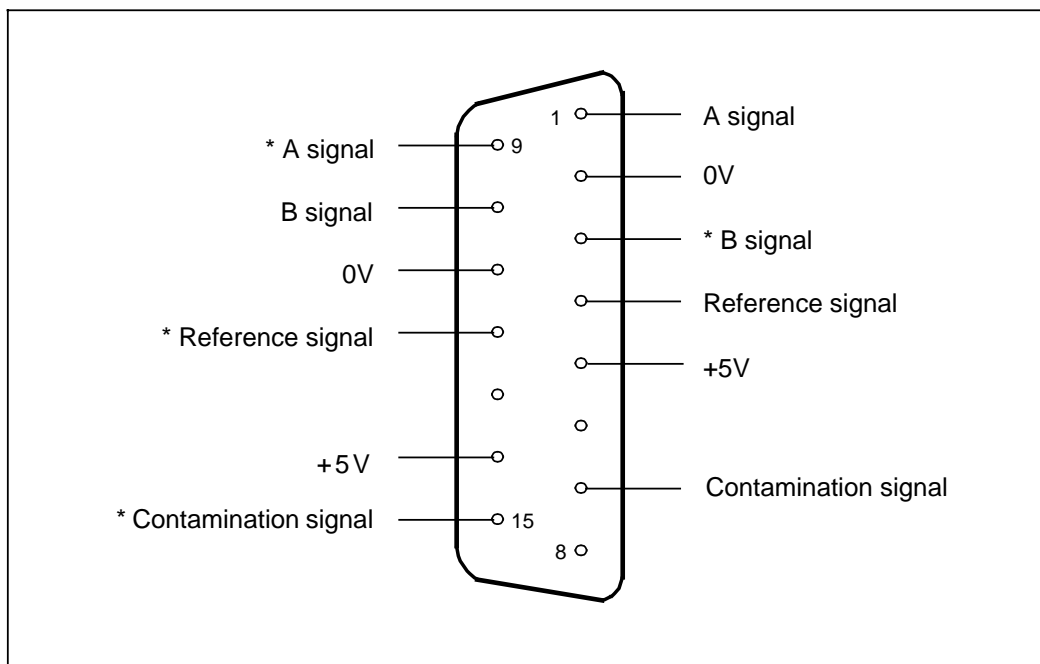 1 A signal
* A signal 9
0V
B signal
* B signal
0V
Reference signal
* Reference signal
+5V
+5V
Contamination signal
* Contamination signal 15
8